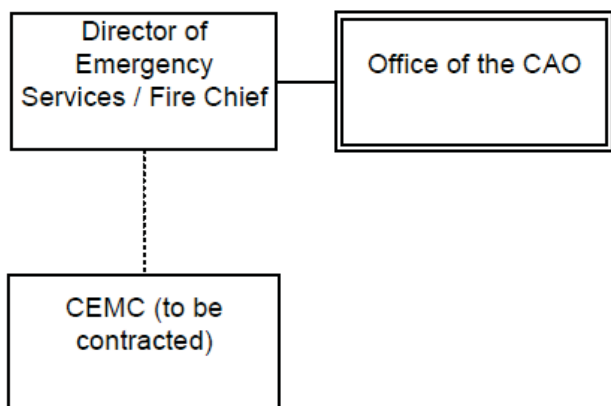 Director of
Emergency
Services / Fire Chief
Office of the CAO
CEMC (to be
contracted)